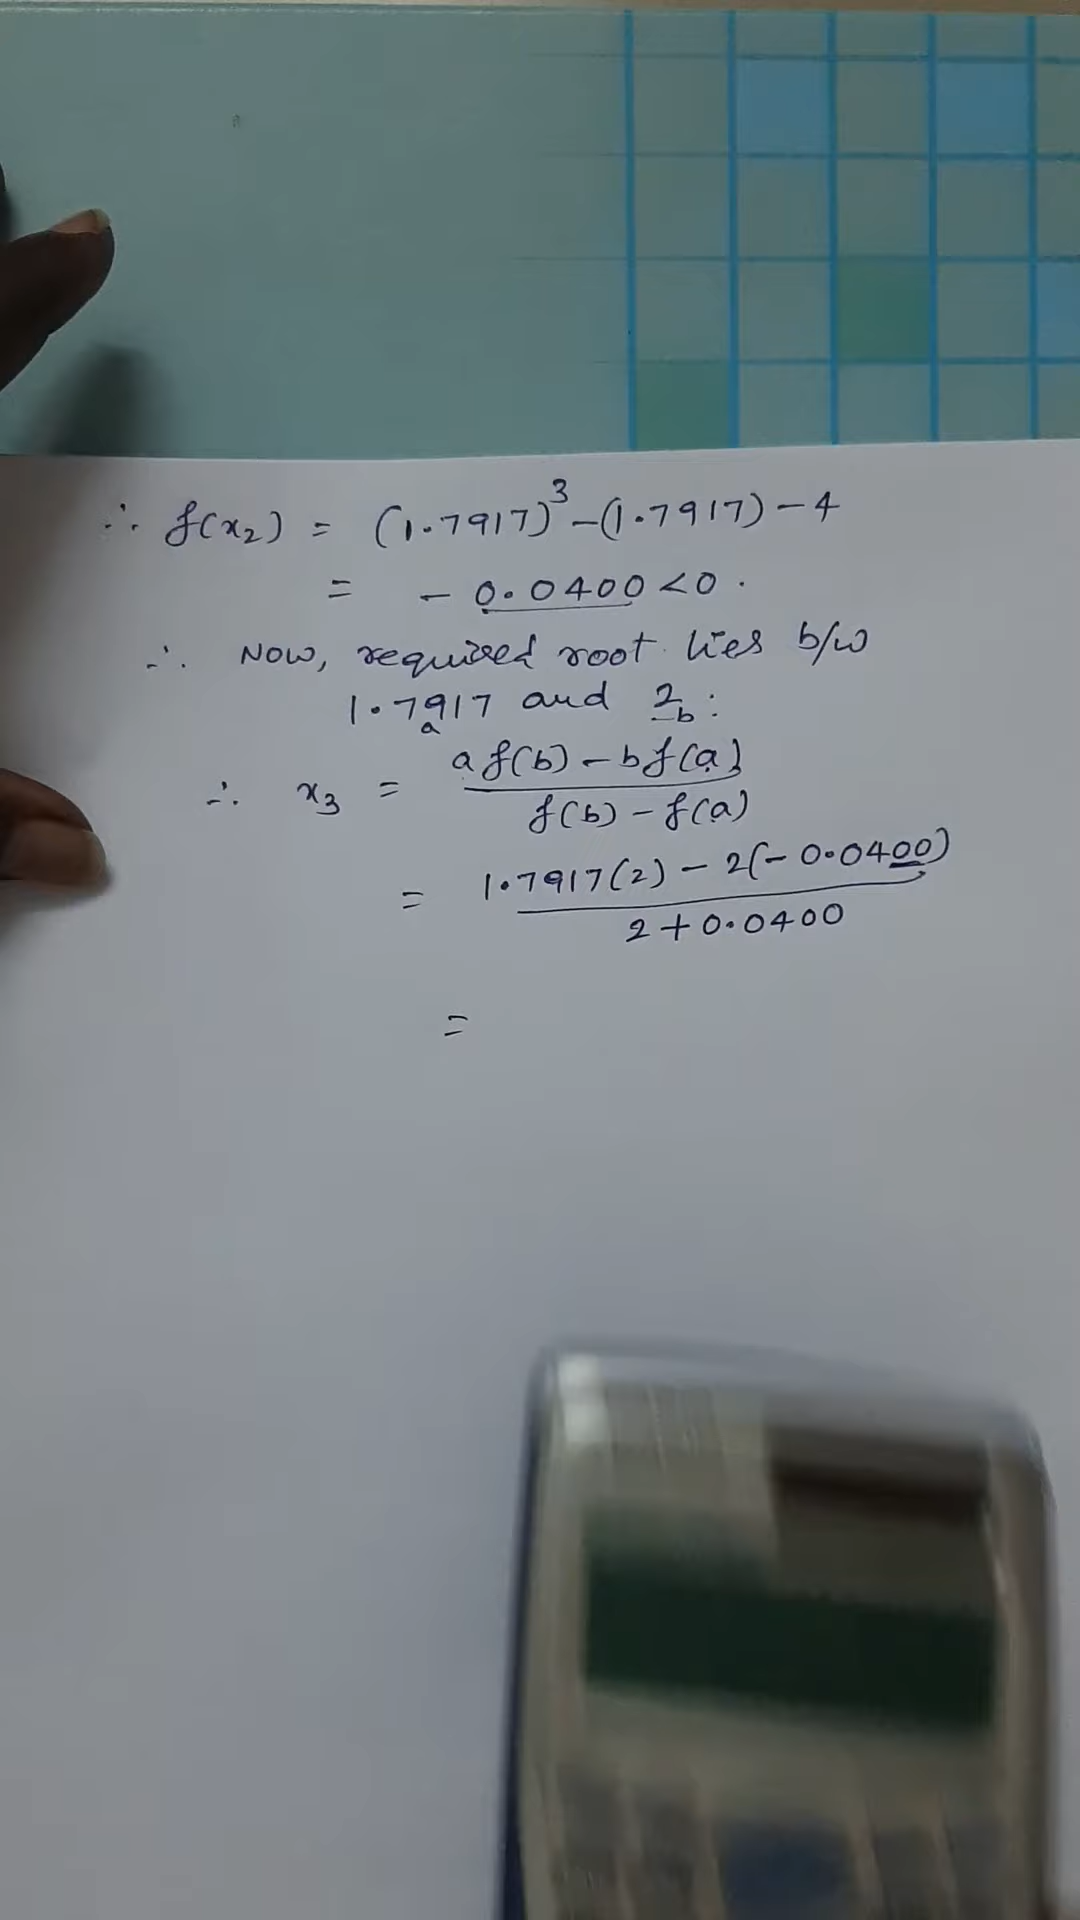 ∴ f(x₂) = (1.7917)³-(1.7917)-4
= -0.0400<0.
∴ Now, required root lies b/w
1.7917 and 2:
a b
∴ x₃ = af(b)-bf(a)
f(b)-f(a)
= 1.7917(2)-2(-0.0400)
2+0.0400
=